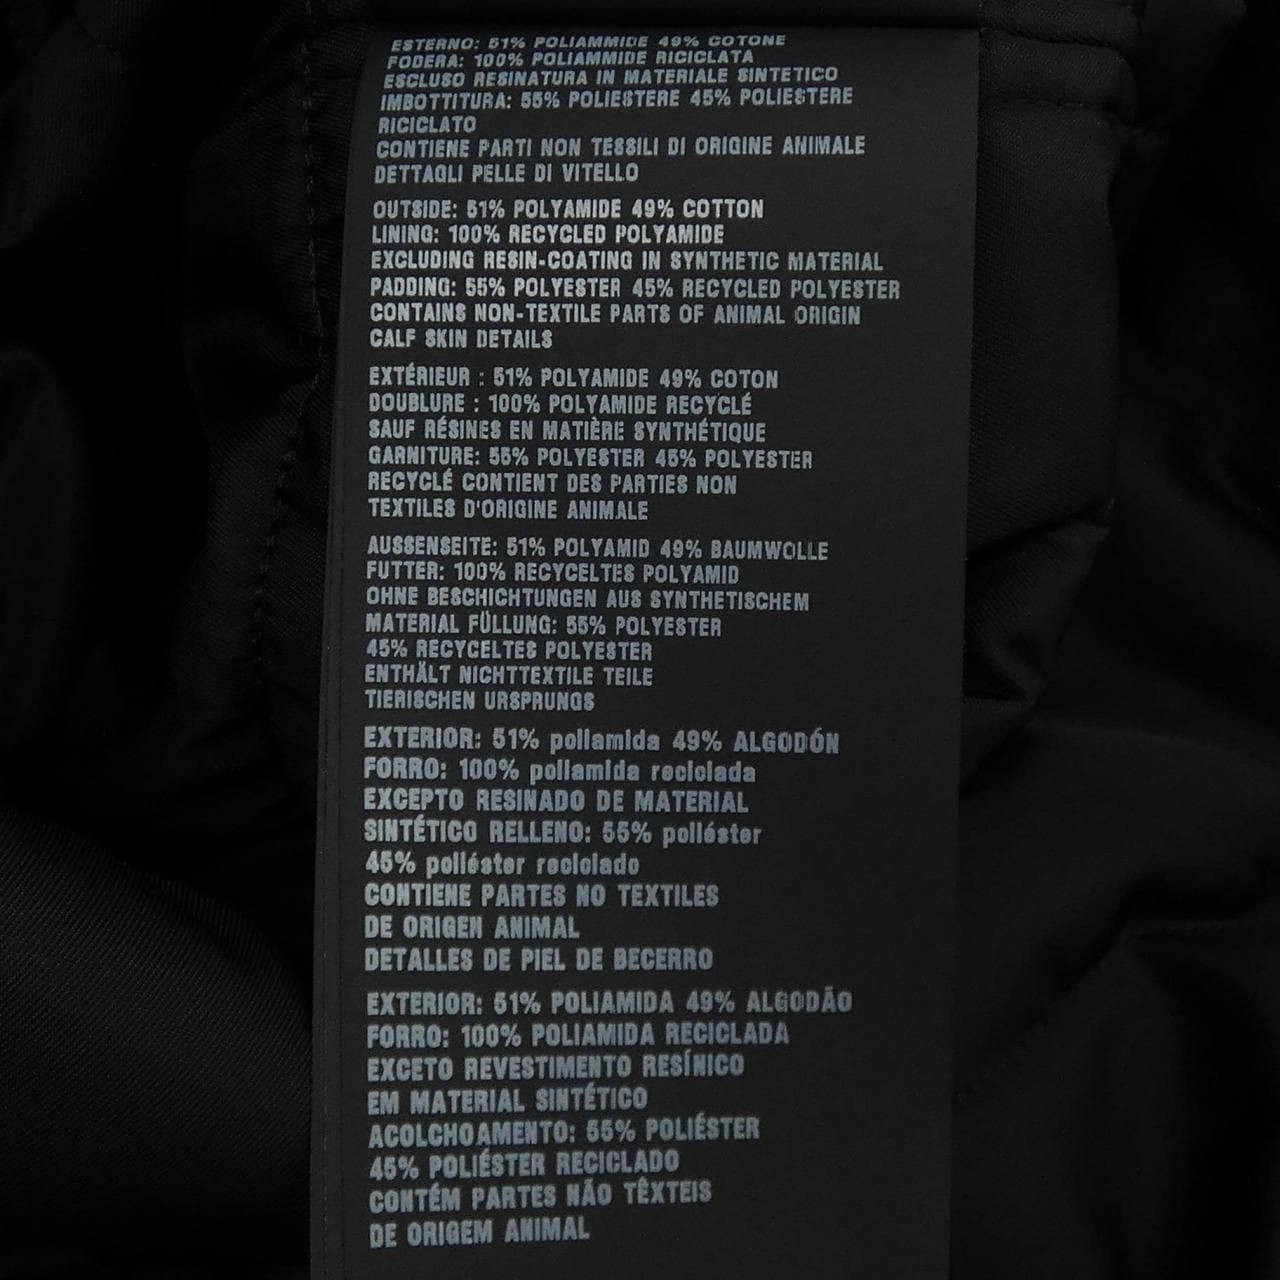 ESTERNO: 51% POLIAMMIDE 49% COTONE
FODERA: 100% POLIAMMIDE RICICLATA
ESCLUSO RESINATURA IN MATERIALE SINTETICO
IMBOTTITURA: 55% POLIESTERE 45% POLIESTERE
RICICLATO
CONTIENE PARTI NON TESSILI DI ORIGINE ANIMALE
DETTAGLI PELLE DI VITELLO
OUTSIDE: 51% POLYAMIDE 49% COTTON
LINING: 100% RECYCLED POLYAMIDE
EXCLUDING RESIN-COATING IN SYNTHETIC MATERIAL
PADDING: 55% POLYESTER 45% RECYCLED POLYESTER
CONTAINS NON-TEXTILE PARTS OF ANIMAL ORIGIN
CALF SKIN DETAILS
EXTÉRIEUR : 51% POLYAMIDE 49% COTON
DOUBLURE : 100% POLYAMIDE RECYCLÉ
SAUF RÉSINES EN MATIÈRE SYNTHÉTIQUE
GARNITURE: 55% POLYESTER 45% POLYESTER
RECYCLÉ CONTIENT DES PARTIES NON
TEXTILES D'ORIGINE ANIMALE
AUSSENSEITE: 51% POLYAMID 49% BAUMWOLLE
FUTTER: 100% RECYCELTES POLYAMID
OHNE BESCHICHTUNGEN AUS SYNTHETISCHEM
MATERIAL FÜLLUNG: 55% POLYESTER
45% RECYCELTES POLYESTER
ENTHÄLT NICHTTEXTILE TEILE
TIERISCHEN URSPRUNGS
EXTERIOR: 51% poliamida 49% ALGODÓN
FORRO: 100% poliamida reciclada
EXCEPTO RESINADO DE MATERIAL
SINTÉTICO RELLENO: 55% poliéster
45% poliéster reciclado
CONTIENE PARTES NO TEXTILES
DE ORIGEN ANIMAL
DETALLES DE PIEL DE BECERRO
EXTERIOR: 51% POLIAMIDA 49% ALGODÃO
FORRO: 100% POLIAMIDA RECICLADA
EXCETO REVESTIMENTO RESÍNICO
EM MATERIAL SINTÉTICO
ACOLCHOAMENTO: 55% POLIÉSTER
45% POLIÉSTER RECICLADO
CONTÉM PARTES NÃO TÊXTEIS
DE ORIGEM ANIMAL